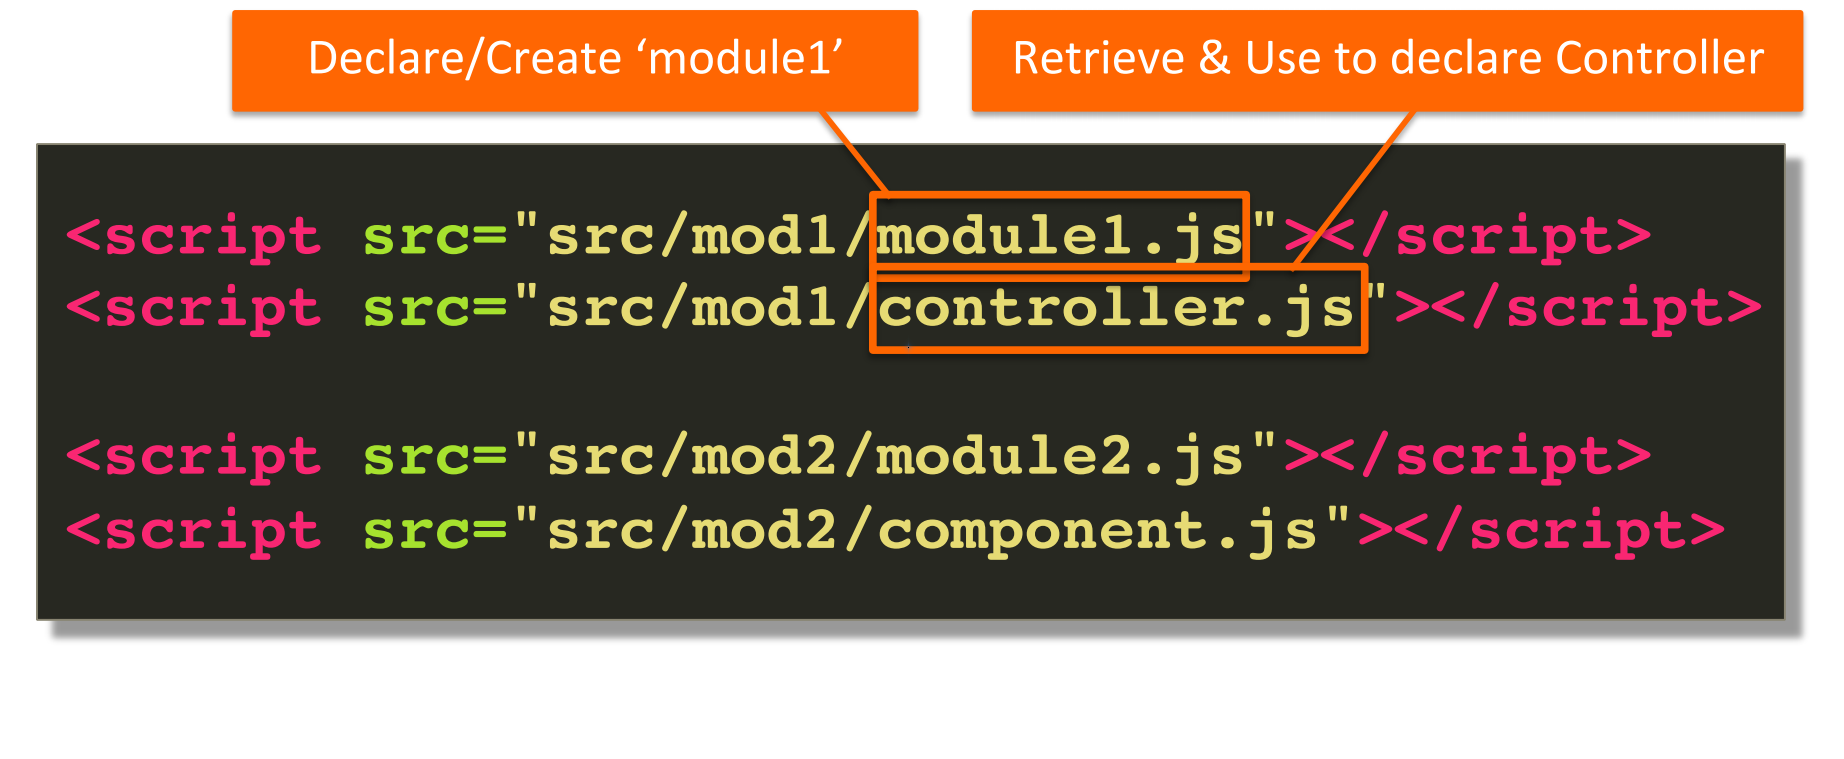 Declare/Create ‘module1’
Retrieve & Use to declare Controller
<script src="src/mod1/module1.js"></script>
<script src="src/mod1/controller.js"></script>
<script src="src/mod2/module2.js"></script>
<script src="src/mod2/component.js"></script>